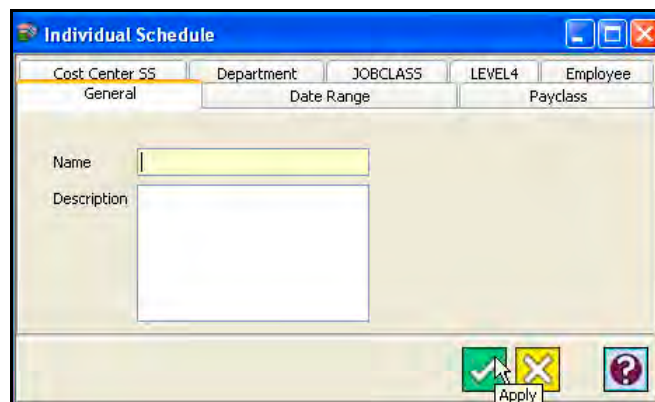 Individual Schedule
Cost Center SS Department JOBCLASS LEVEL4 Employee
General Date Range Payclass
Name
Description
Apply